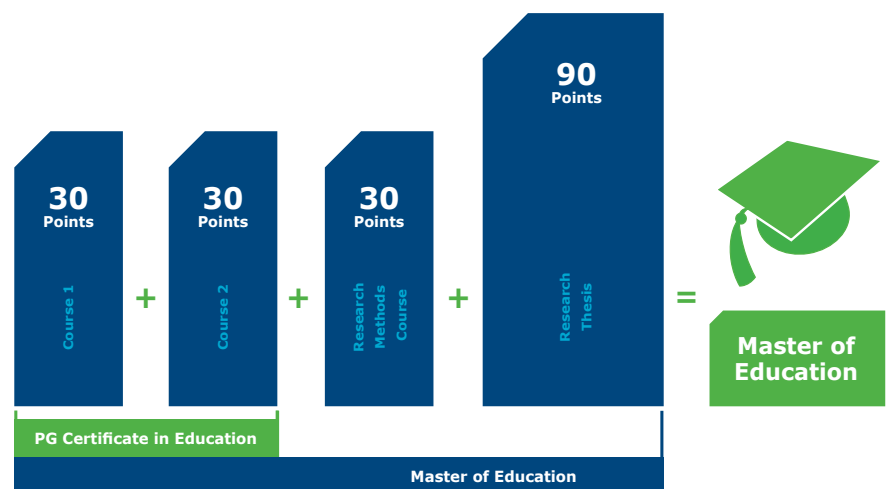 30
Points
Course 1
+
30
Points
Course 2
+
30
Points
Research
Methods
Course
+
90
Points
Research
Thesis
=
Master of
Education
PG Certificate in Education
Master of Education